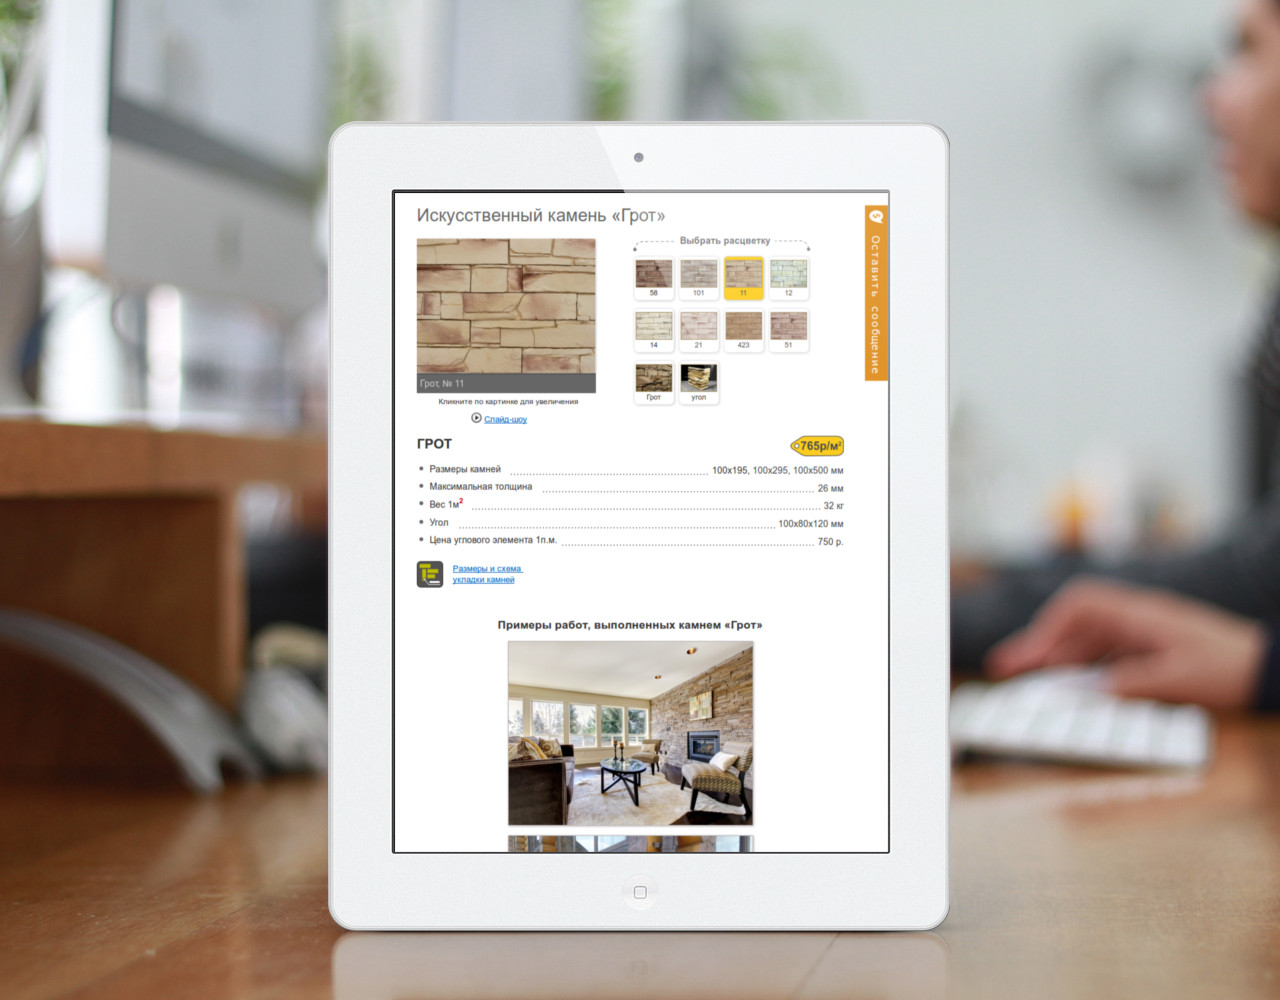 Искусственный камень «Грот»
Выбрать расцветку
58
101
11
12
14
21
423
51
Грот
угол
Грот, № 11
Кликните по картинке для увеличения
Слайд-шоу
Оставить сообщение
ГРОТ
765р/м²
Размеры камней 100x195, 100x295, 100x500 мм
Максимальная толщина 26 мм
Вес 1м² 32 кг
Угол 100x80x120 мм
Цена углового элемента 1п.м. 750 р.
Размеры и схема
укладки камней
Примеры работ, выполненных камнем «Грот»